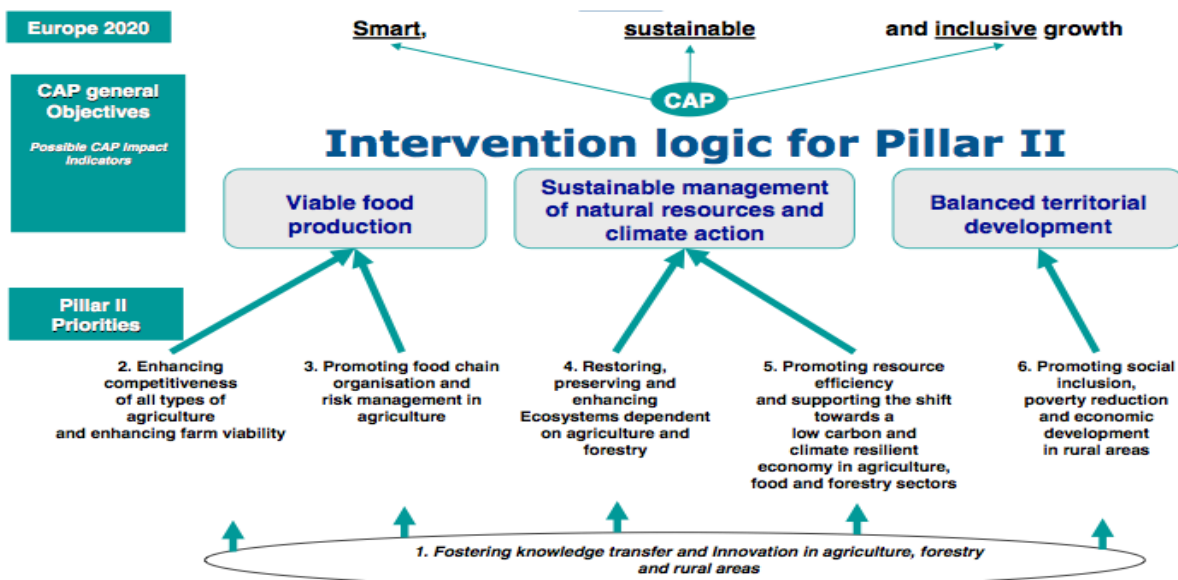 Europe 2020
Smart,
sustainable
and inclusive growth
CAP general
Objectives
Possible CAP Impact
Indicators
CAP
Intervention logic for Pillar II
Viable food
production
Sustainable management
of natural resources and
climate action
Balanced territorial
development
Pillar II
Priorities
2. Enhancing
competitiveness
of all types of
agriculture
and enhancing farm viability
3. Promoting food chain
organisation and
risk management in
agriculture
4. Restoring,
preserving and
enhancing
Ecosystems dependent
on agriculture and
forestry
5. Promoting resource
efficiency
and supporting the shift
towards a
low carbon and
climate resilient
economy in agriculture,
food and forestry sectors
6. Promoting social
inclusion,
poverty reduction
and economic
development
in rural areas
1. Fostering knowledge transfer and Innovation in agriculture, forestry
and rural areas